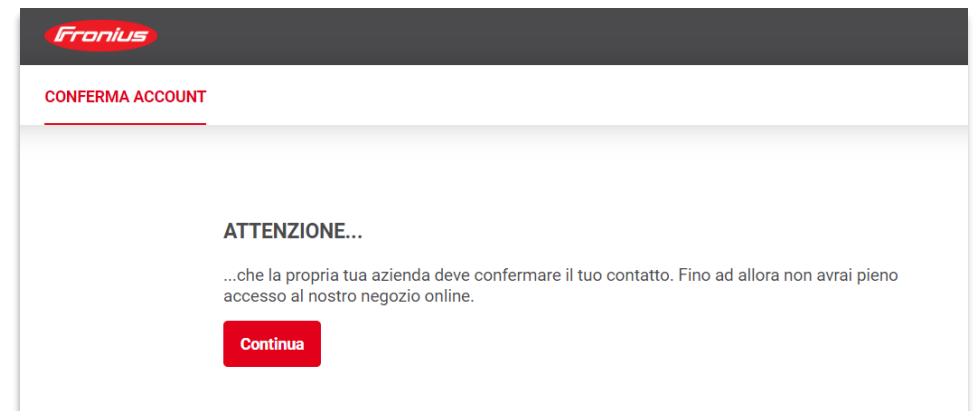 Fronius
CONFERMA ACCOUNT
ATTENZIONE...
...che la propria tua azienda deve confermare il tuo contatto. Fino ad allora non avrai pieno
accesso al nostro negozio online.
Continua